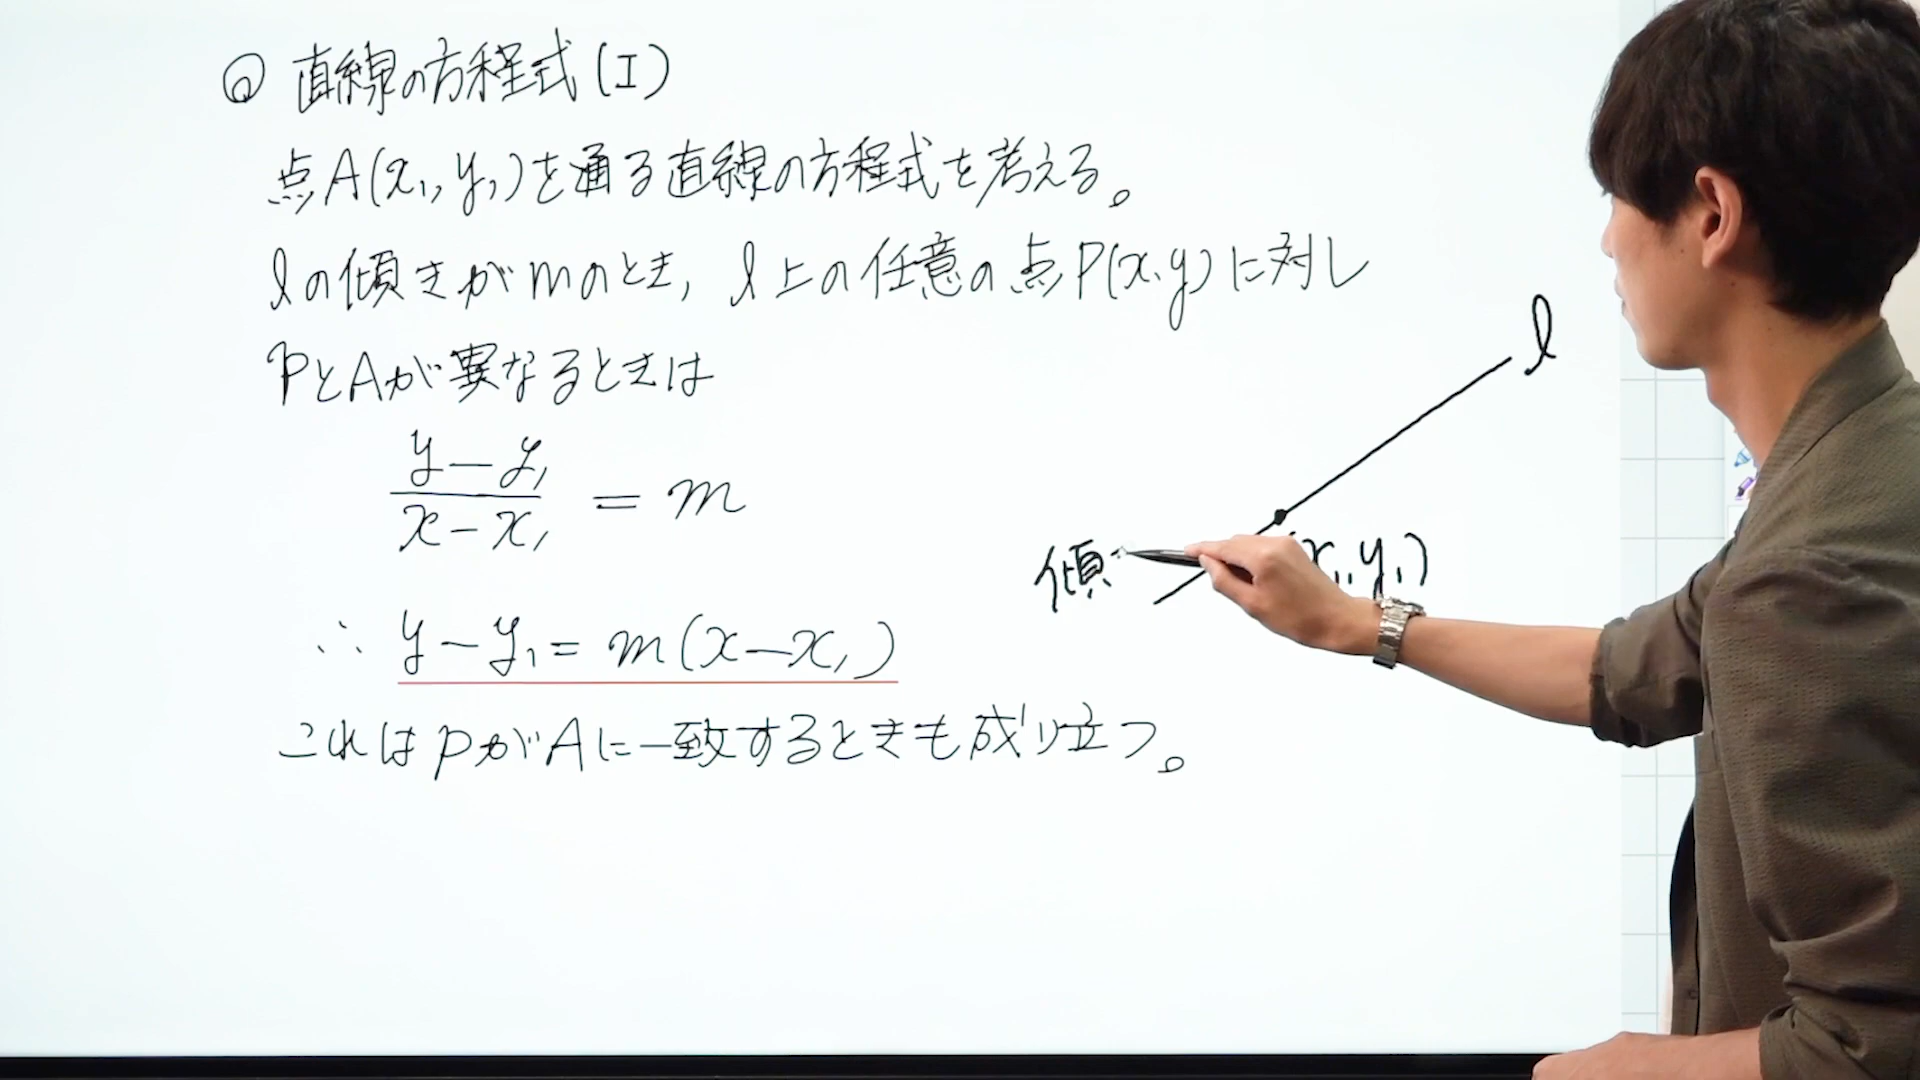 ◎ 直線の方程式(I)
点A(x₁, y₁)を通る直線の方程式を考える。
lの傾きがmのとき, l上の任意の点P(x, y)に対し
PとAが異なるときは
y-y₁
x-x₁ = m
∴ y-y₁ = m(x-x₁)
これはPがAに一致するときも成り立つ。
l
(x₁, y₁)
傾